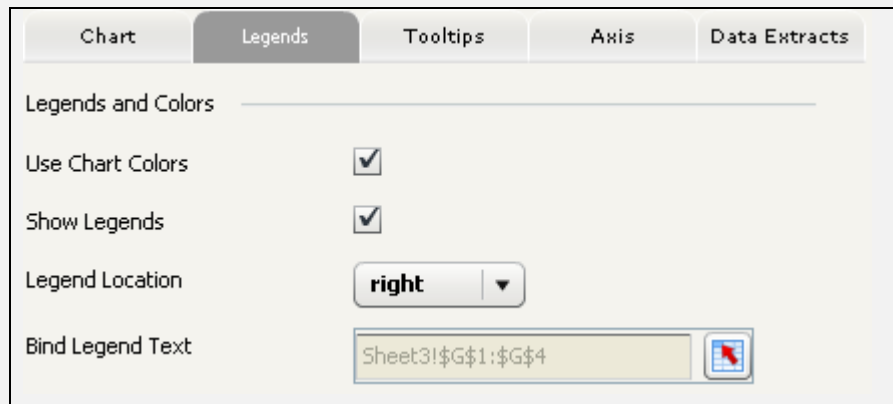 Chart Legends Tooltips Axis Data Extracts
Legends and Colors
Use Chart Colors
Show Legends
Legend Location right
Bind Legend Text Sheet3!$G$1:$G$4